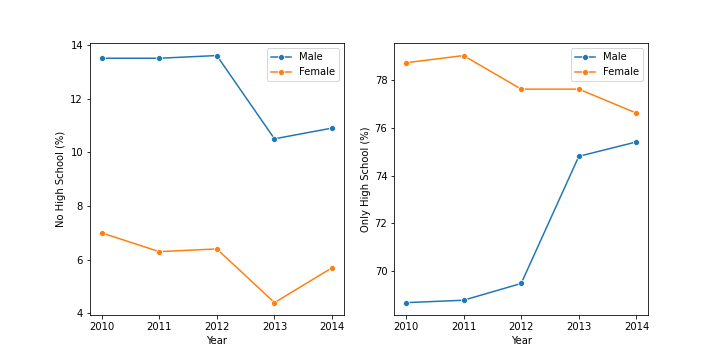 14
12
10
8
6
4
No High School (%)
2010 2011 2012 2013 2014
Year
Male
Female
78
76
74
72
70
Only High School (%)
2010 2011 2012 2013 2014
Year
Male
Female